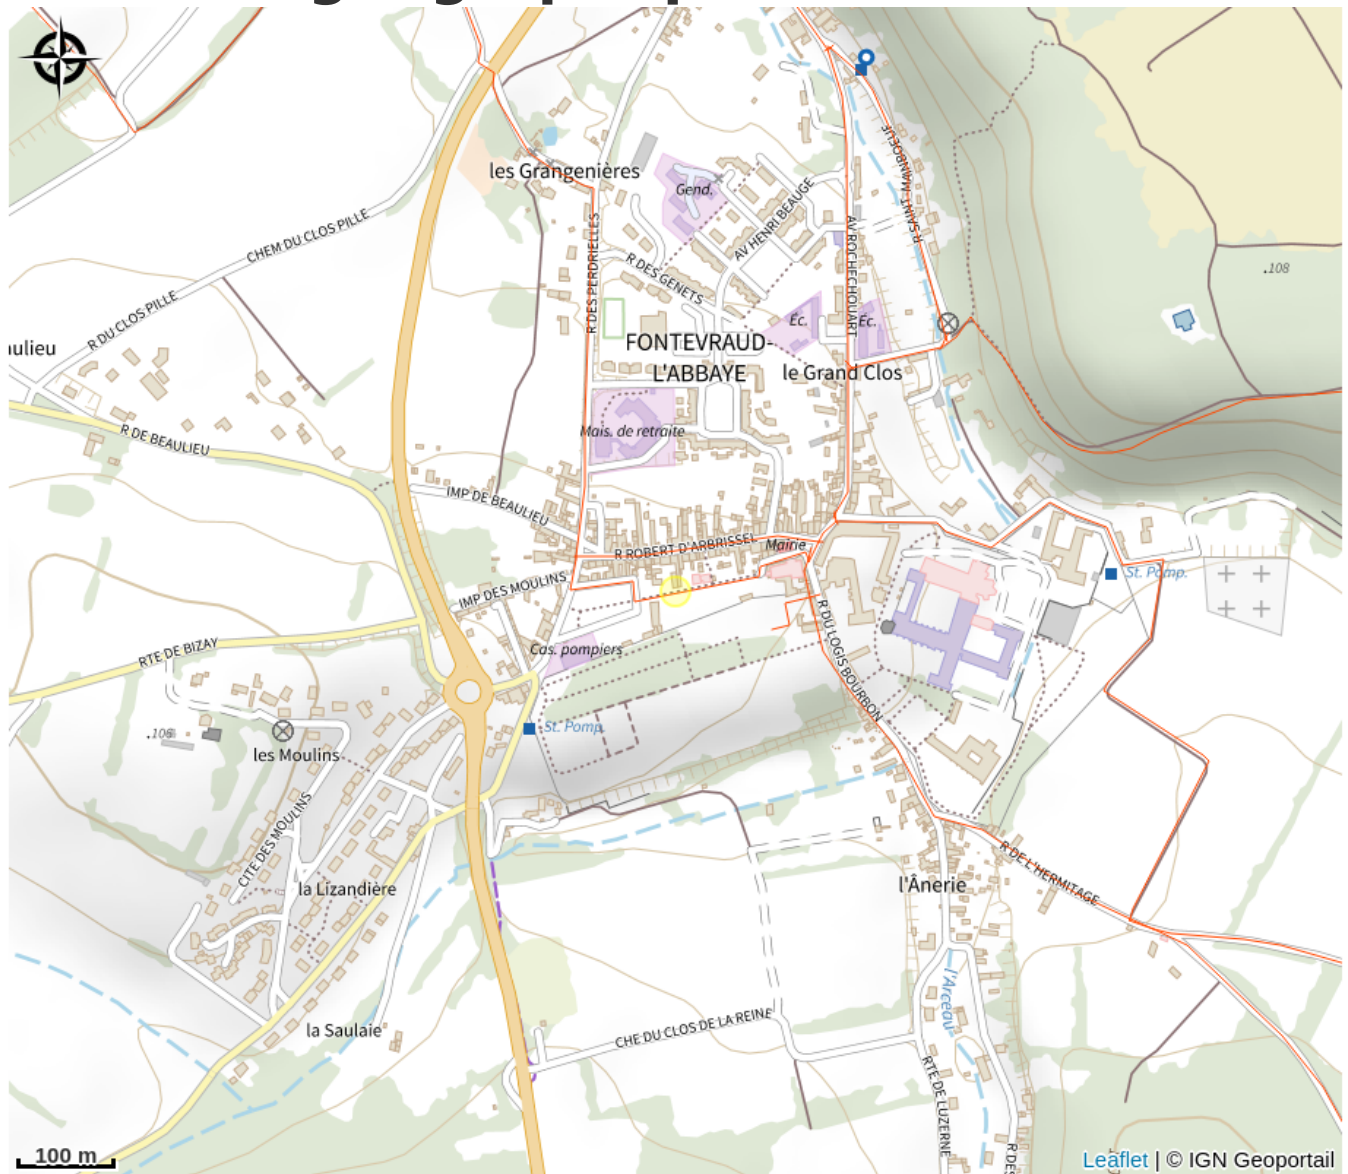 les Grangenières
Gend.
R SAINT MAINBOEUF
AV HENRI BEAUGE
CHEM DU CLOS PILLE
R DES PERDRIELLES
R DES GENETS
AV ROCHECHOUART
.108
R DU CLOS PILLE
Éc.
Éc.
FONTEVRAUD-
L'ABBAYE
le Grand Clos
aulieu
R DE BEAULIEU
Mais. de retraite
IMP DE BEAULIEU
R ROBERT D'ARBRISSEL
Mairie
St. Pomp.
IMP DES MOULINS
R DU LOGIS BOURBON
RTE DE BIZAY
Cas. pompiers
St. Pomp.
.108
les Moulins
CITE DES MOULINS
R DE L'HERMITAGE
la Lizandière
l'Ânerie
l'Arceau
CHE DU CLOS DE LA REINE
la Saulaie
RTE DE LUZERNE
R DES
100 m
Leaflet | © IGN Geoportail